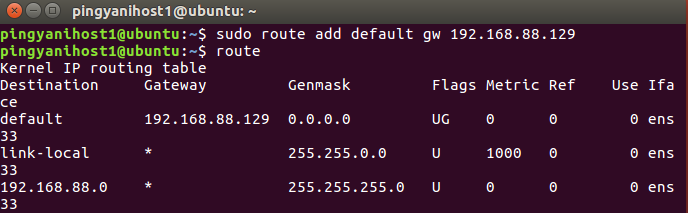 pingyanihost1@ubuntu: ~
pingyanihost1@ubuntu:~$ sudo route add default gw 192.168.88.129
pingyanihost1@ubuntu:~$ route
Kernel IP routing table
Destination     Gateway         Genmask         Flags Metric Ref    Use Ifa
ce
default         192.168.88.129  0.0.0.0         UG    0      0        0 ens
33
link-local      *               255.255.0.0     U     1000   0        0 ens
33
192.168.88.0    *               255.255.255.0   U     0      0        0 ens
33